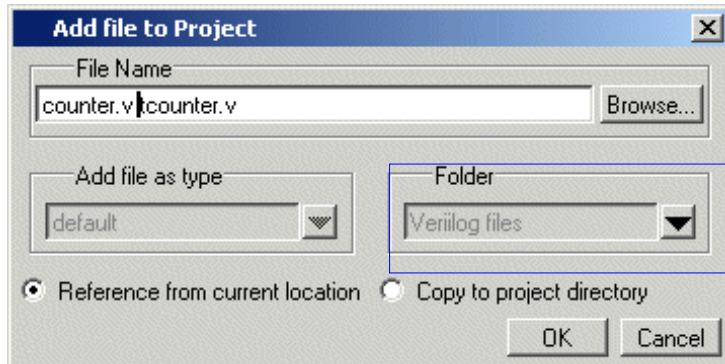 Add file to Project
File Name
counter.v tcounter.v Browse...
Add file as type Folder
default Veriilog files
Reference from current location Copy to project directory
OK Cancel